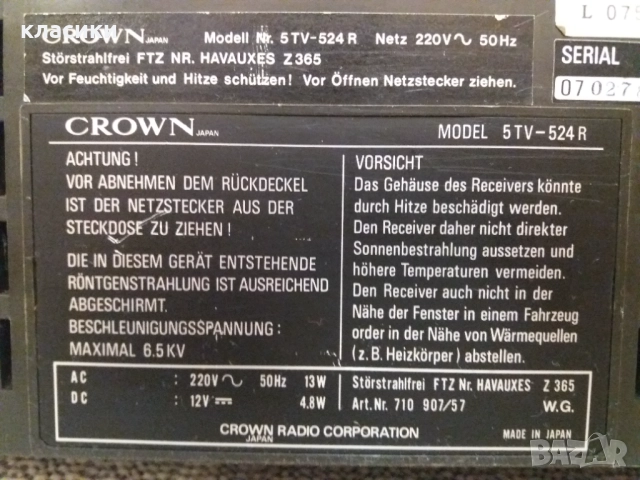 класики
CROWN JAPAN Modell Nr. 5TV-524R Netz 220V~ 50Hz
Störstrahlfrei FTZ NR. HAVAUXES Z365
Vor Feuchtigkeit und Hitze schützen! Vor Öffnen Netzstecker ziehen.
L 07
SERIAL
CROWN JAPAN MODEL 5TV-524R
ACHTUNG!
VOR ABNEHMEN DEM RÜCKDECKEL
IST DER NETZSTECKER AUS DER
STECKDOSE ZU ZIEHEN!
DIE IN DIESEM GERÄT ENTSTEHENDE
RÖNTGENSTRAHLUNG IST AUSREICHEND
ABGESCHIRMT.
BESCHLEUNIGUNGSSPANNUNG:
MAXIMAL 6.5KV
VORSICHT
Das Gehäuse des Receivers könnte
durch Hitze beschädigt werden.
Den Receiver daher nicht direkter
Sonnenbestrahlung aussetzen und
höhere Temperaturen vermeiden.
Den Receiver auch nicht in der
Nähe der Fenster in einem Fahrzeug
order in der Nähe von Wärmequellen
(z.B. Heizkörper) abstellen.
AC : 220V~ 50Hz 13W
DC : 12V⎓ 4.8W
Störstrahlfrei FTZ Nr. HAVAUXES Z 365
Art.Nr. 710 907/57 W.G.
CROWN JAPAN RADIO CORPORATION
MADE IN JAPAN
BAZAR